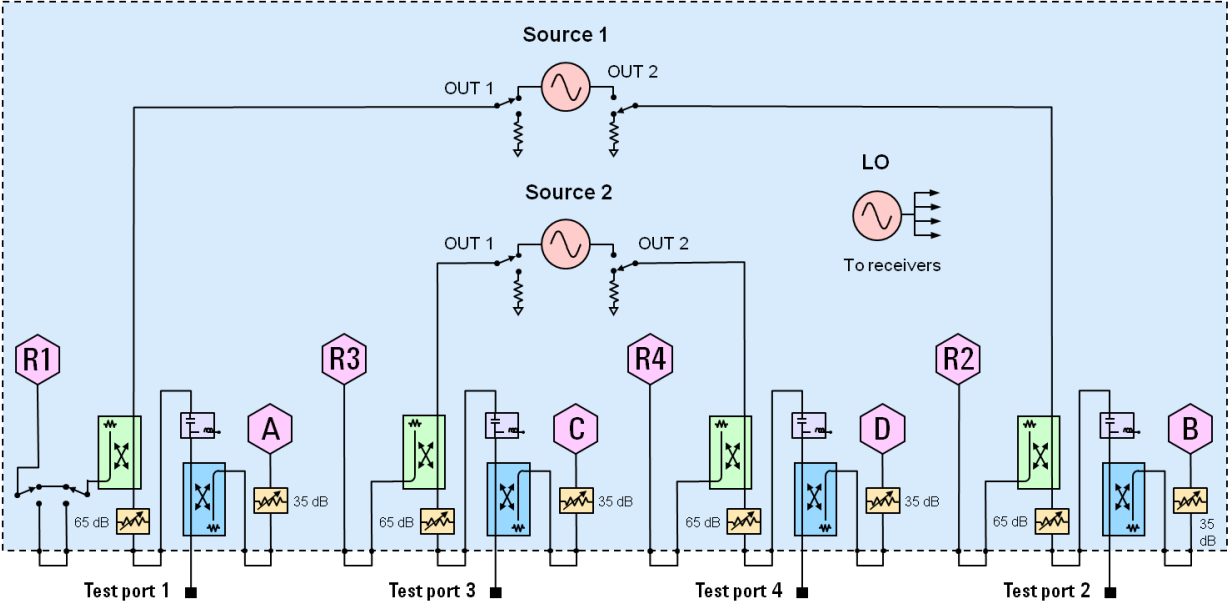 Source 1
OUT 1
OUT 2
LO
Source 2
OUT 1
OUT 2
To receivers
R1
R3
R4
R2
A
C
D
B
35 dB
35 dB
35 dB
35
dB
65 dB
65 dB
65 dB
65 dB
Test port 1
Test port 3
Test port 4
Test port 2